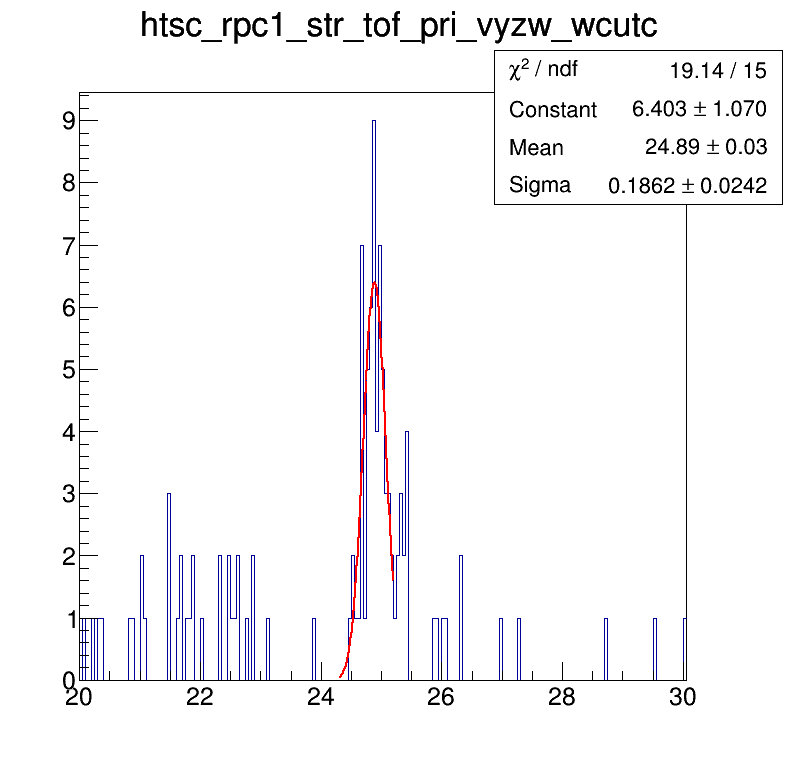 htsc_rpc1_str_tof_pri_vyzw_wcutc
χ² / ndf 19.14 / 15
Constant 6.403 ± 1.070
Mean 24.89 ± 0.03
Sigma 0.1862 ± 0.0242
9
8
7
6
5
4
3
2
1
0
20 22 24 26 28 30